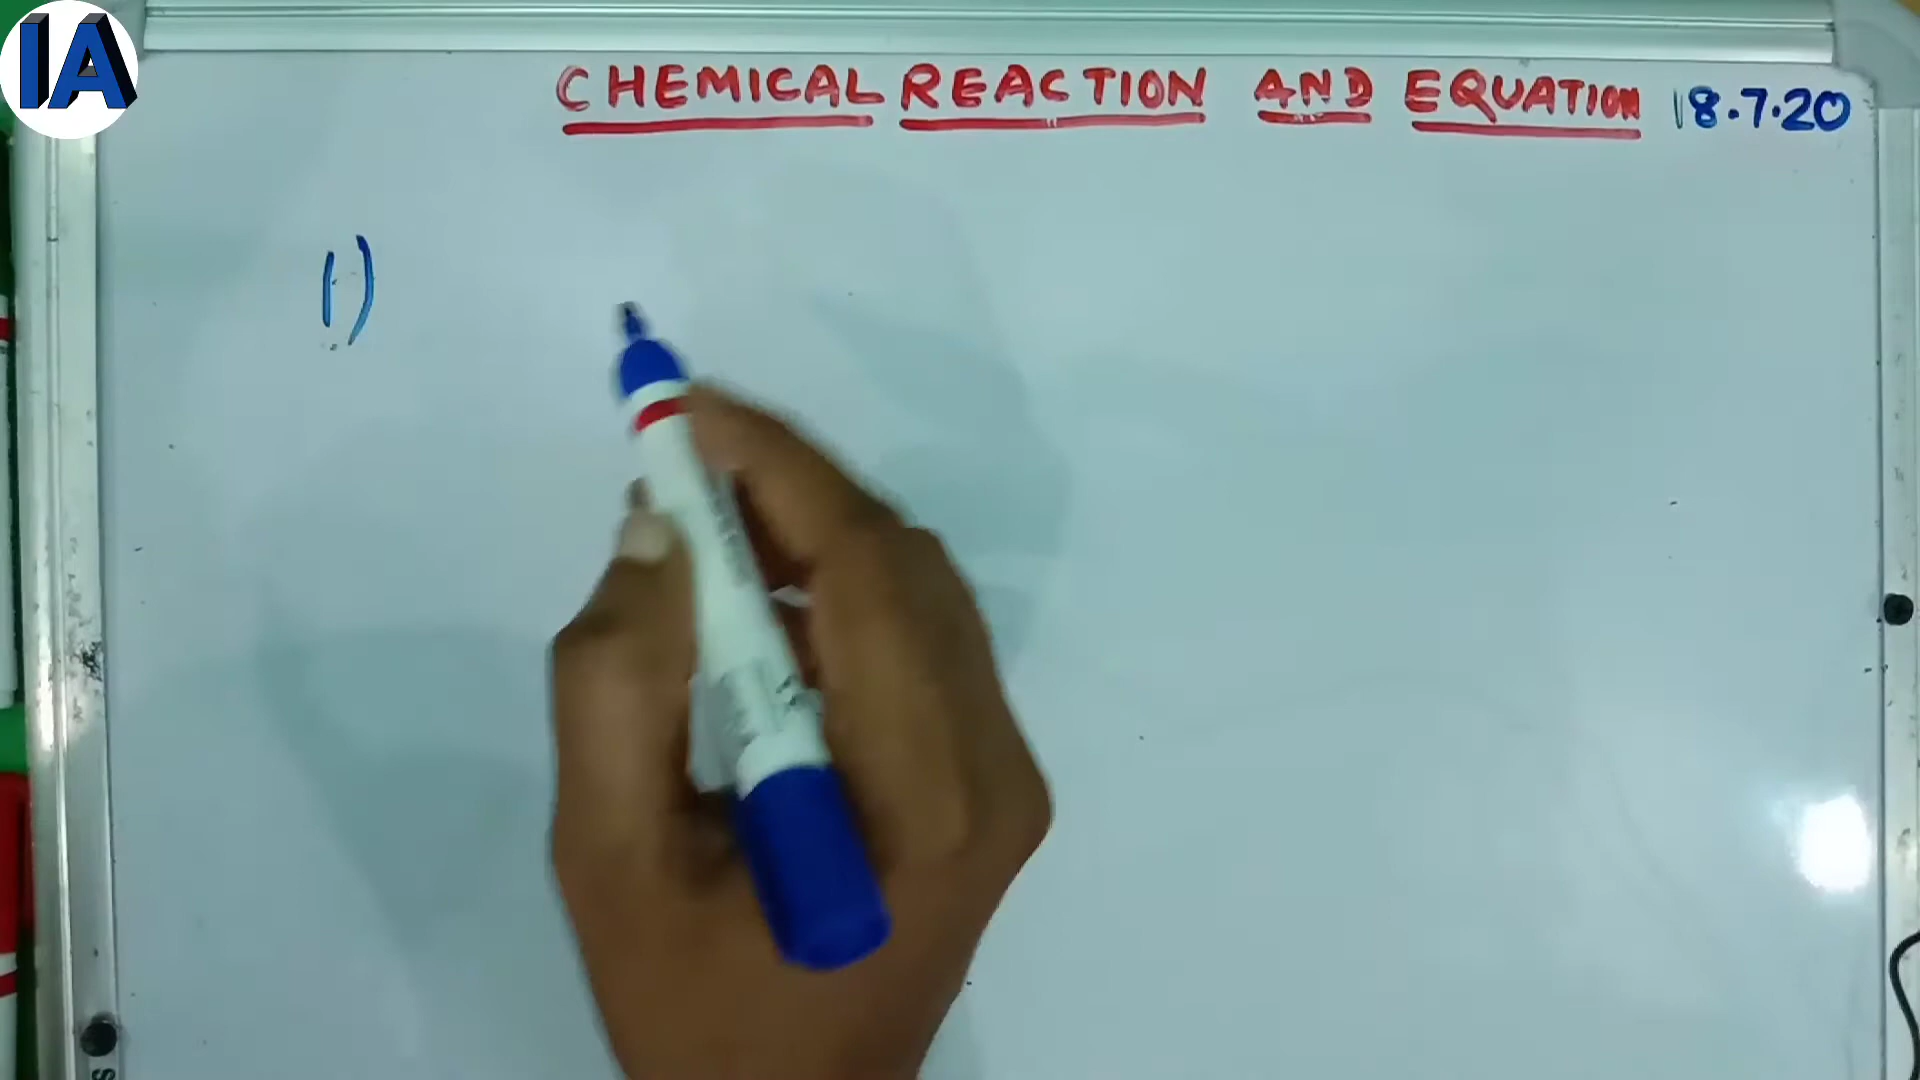 IA
CHEMICAL REACTION AND EQUATION 18.7.20
1)